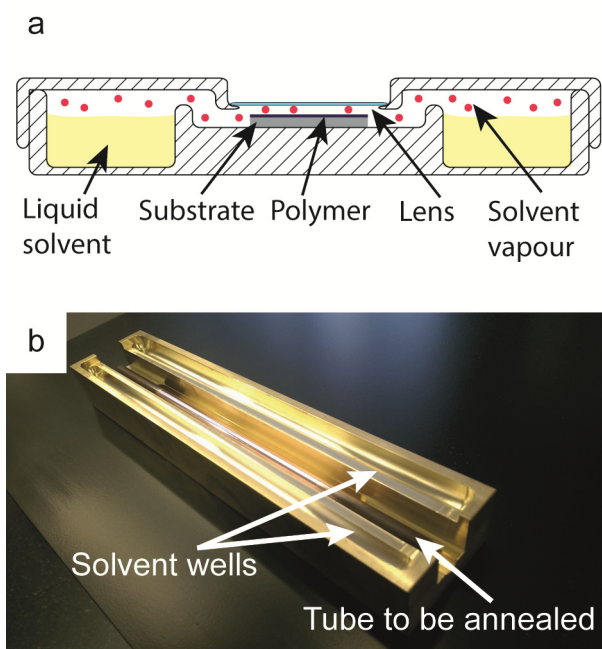 a
Liquid
solvent
Substrate
Polymer
Lens
Solvent
vapour
b
Solvent wells
Tube to be annealed